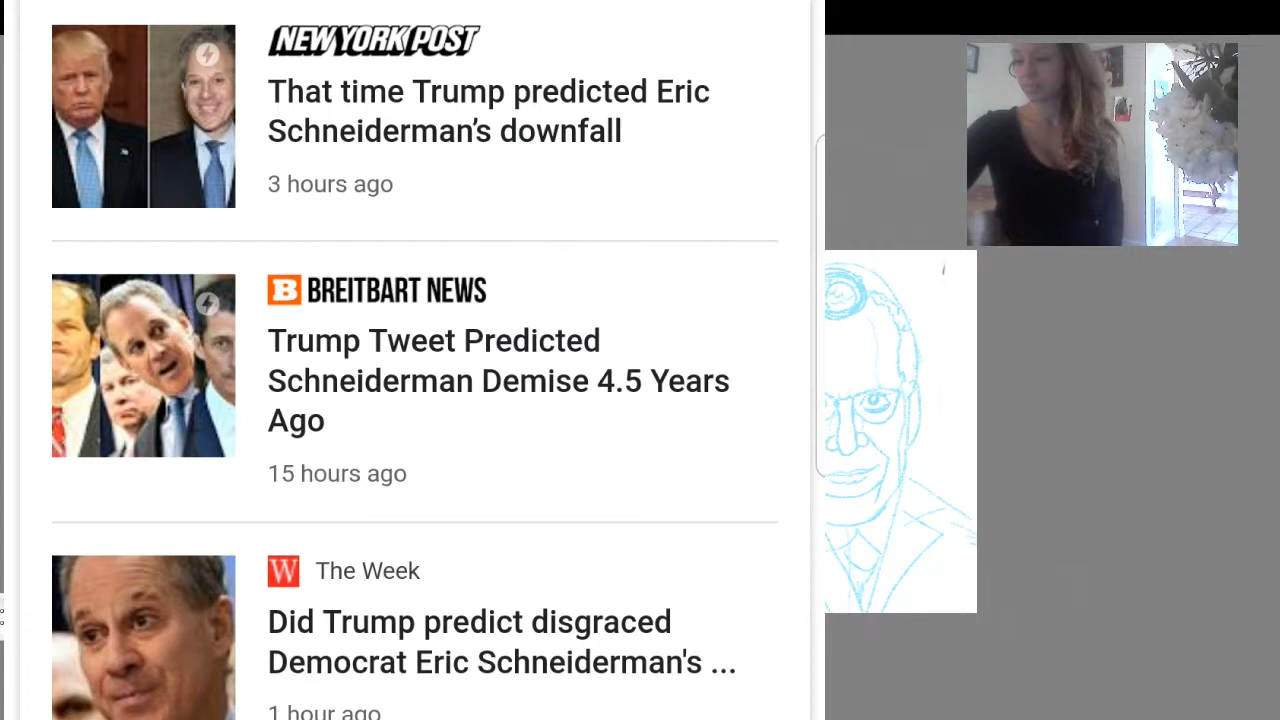 NEW YORK POST
That time Trump predicted Eric
Schneiderman’s downfall
3 hours ago
B BREITBART NEWS
Trump Tweet Predicted
Schneiderman Demise 4.5 Years
Ago
15 hours ago
W The Week
Did Trump predict disgraced
Democrat Eric Schneiderman's ...
1 hour ago